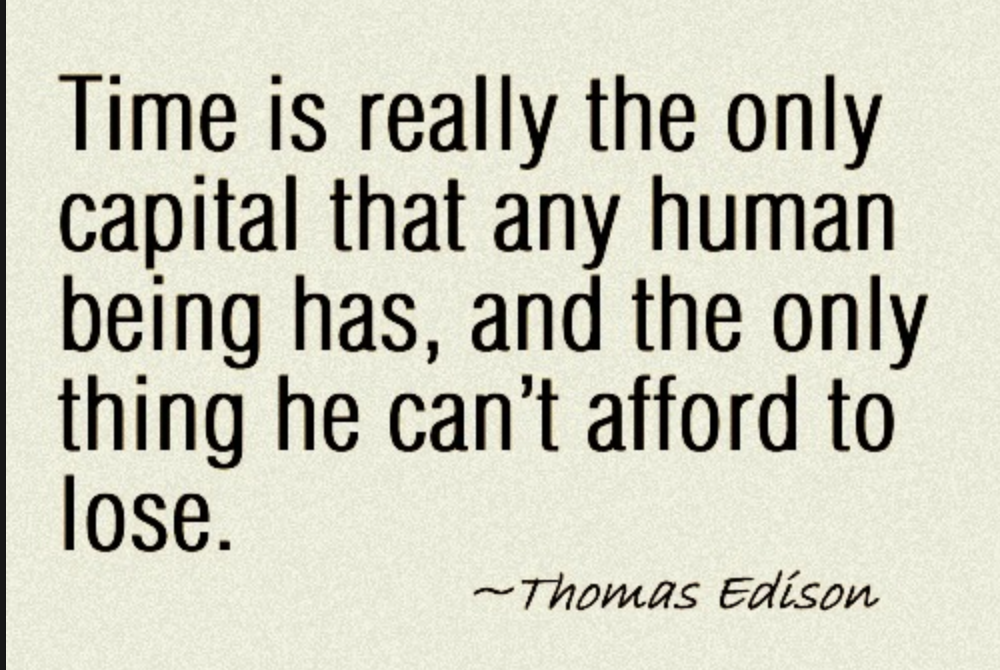 Time is really the only
capital that any human
being has, and the only
thing he can’t afford to
lose.
~Thomas Edison